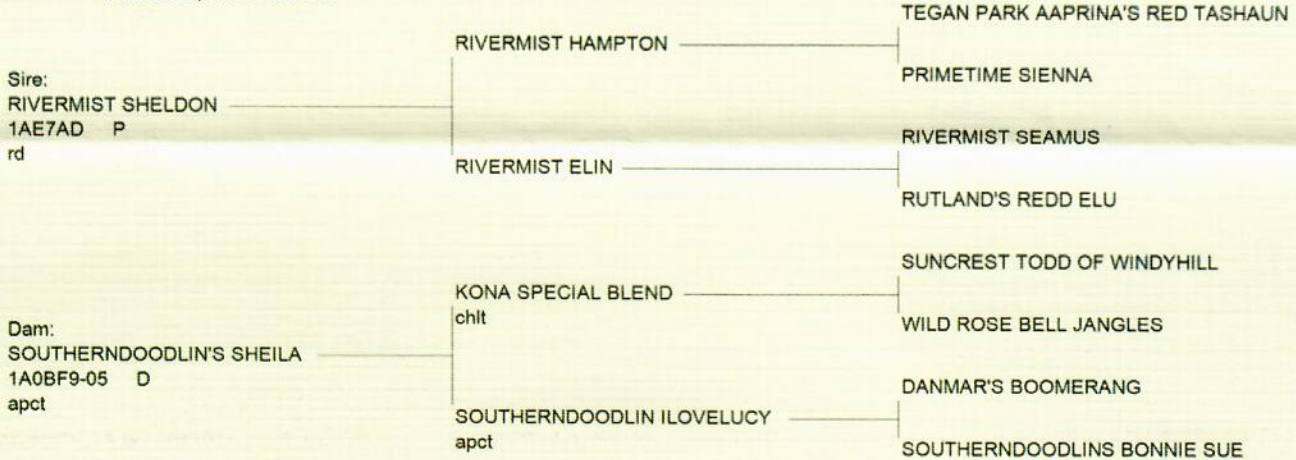 TEGAN PARK AAPRINA'S RED TASHAUN
RIVERMIST HAMPTON
PRIMETIME SIENNA
Sire:
RIVERMIST SHELDON
1AE7AD P
rd
RIVERMIST SEAMUS
RIVERMIST ELIN
RUTLAND'S REDD ELU
SUNCREST TODD OF WINDYHILL
KONA SPECIAL BLEND
chlt
WILD ROSE BELL JANGLES
Dam:
SOUTHERNDOODLIN'S SHEILA
1A0BF9-05 D
apct
DANMAR'S BOOMERANG
SOUTHERNDOODLIN ILOVELUCY
apct
SOUTHERNDOODLINS BONNIE SUE